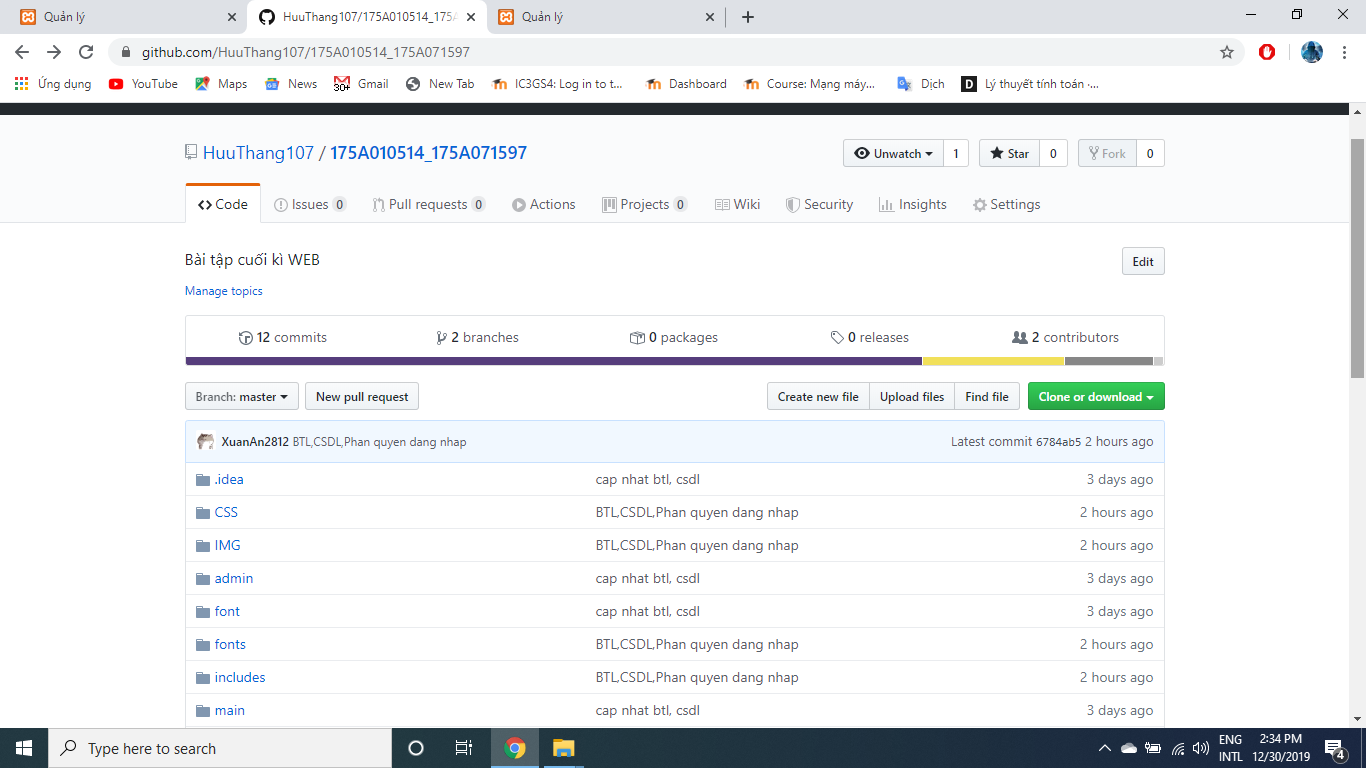 Quản lý
HuuThang107/175A010514_175A
Quản lý
github.com/HuuThang107/175A010514_175A071597
Ứng dụng YouTube Maps News 30+ Gmail New Tab IC3GS4: Log in to t... Dashboard Course: Mạng máy... Dịch D Lý thuyết tính toán -...
HuuThang107 / 175A010514_175A071597
Unwatch 1 Star 0 Fork 0
Code Issues 0 Pull requests 0 Actions Projects 0 Wiki Security Insights Settings
Bài tập cuối kì WEB
Edit
Manage topics
12 commits 2 branches 0 packages 0 releases 2 contributors
Branch: master New pull request Create new file Upload files Find file Clone or download
XuanAn2812 BTL,CSDL,Phan quyen dang nhap Latest commit 6784ab5 2 hours ago
.idea cap nhat btl, csdl 3 days ago
CSS BTL,CSDL,Phan quyen dang nhap 2 hours ago
IMG BTL,CSDL,Phan quyen dang nhap 2 hours ago
admin cap nhat btl, csdl 3 days ago
font cap nhat btl, csdl 3 days ago
fonts BTL,CSDL,Phan quyen dang nhap 2 hours ago
includes BTL,CSDL,Phan quyen dang nhap 2 hours ago
main cap nhat btl, csdl 3 days ago
Type here to search
ENG
INTL
2:34 PM
12/30/2019
4